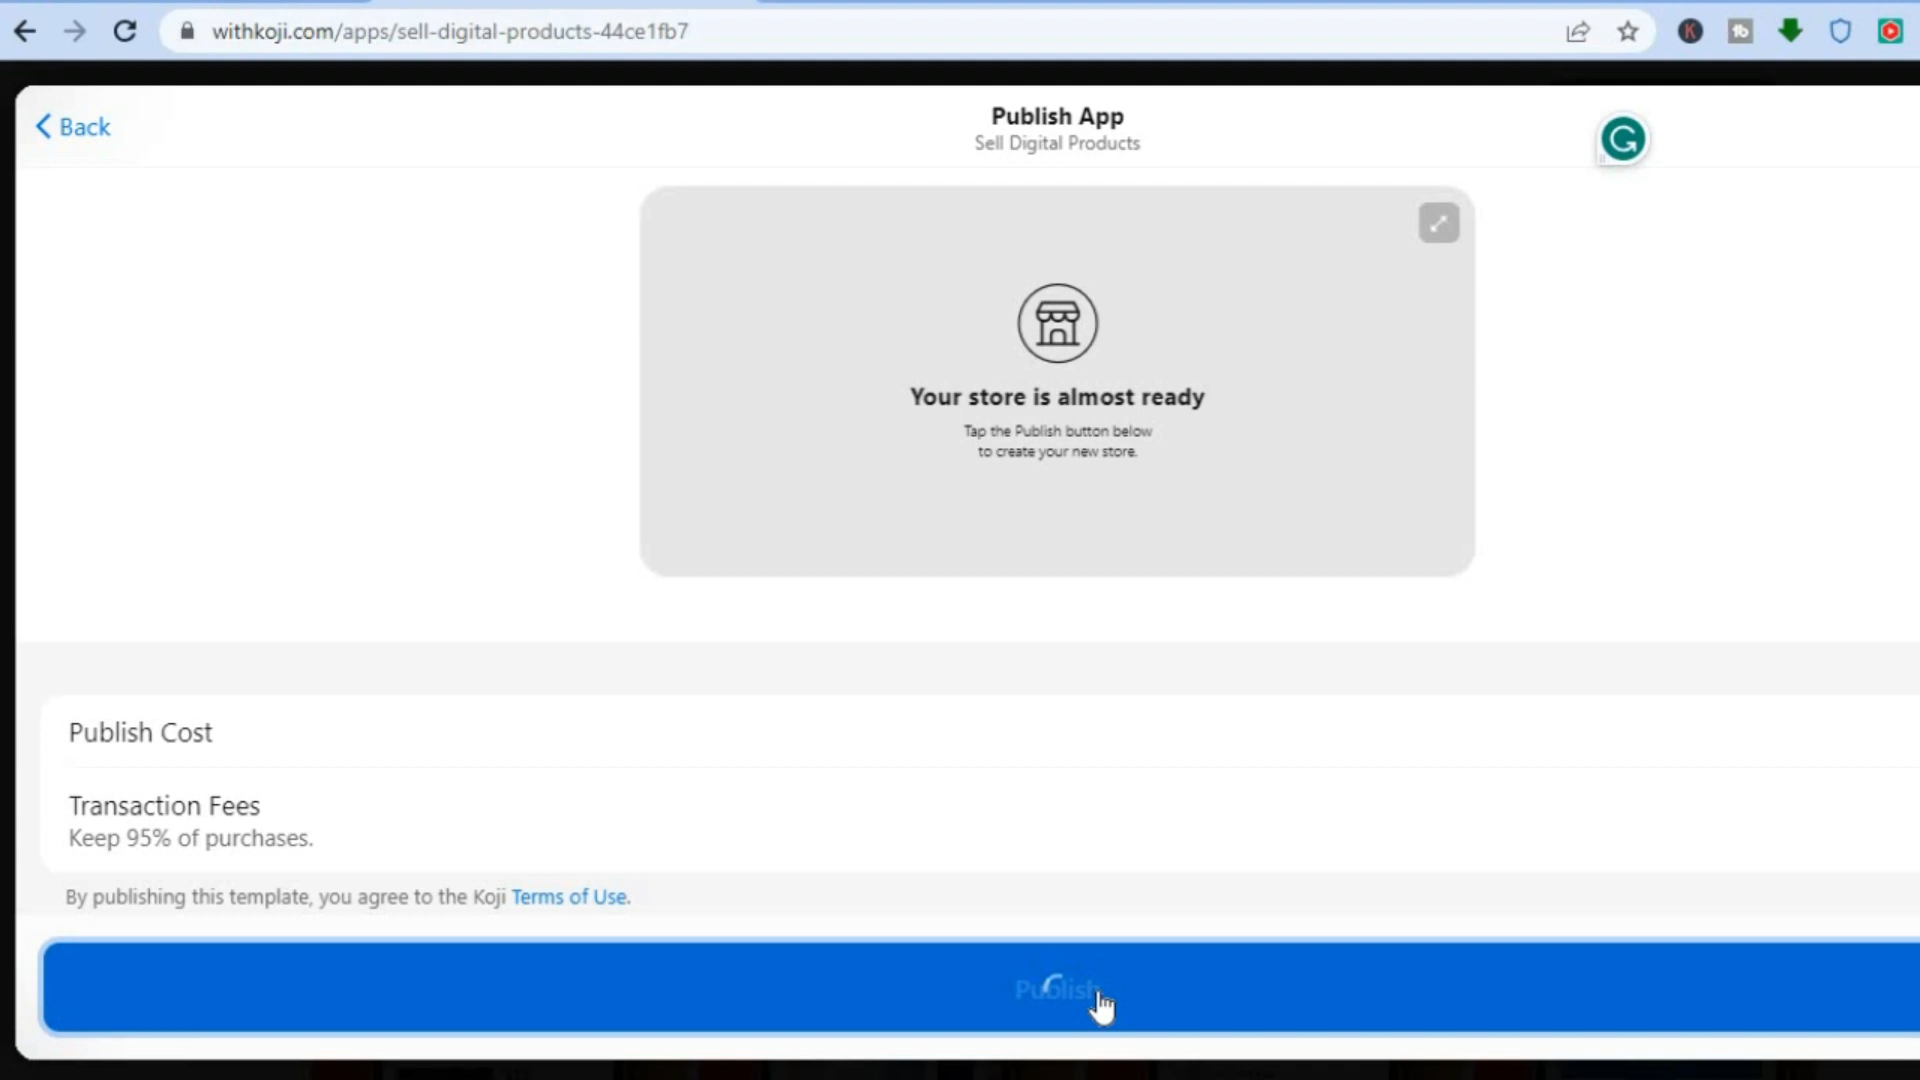 withkoji.com/apps/sell-digital-products-44ce1fb7
K
tb
Back
Publish App
Sell Digital Products
G
Your store is almost ready
Tap the Publish button below
to create your new store.
Publish Cost
Transaction Fees
Keep 95% of purchases.
By publishing this template, you agree to the Koji Terms of Use.
Publish